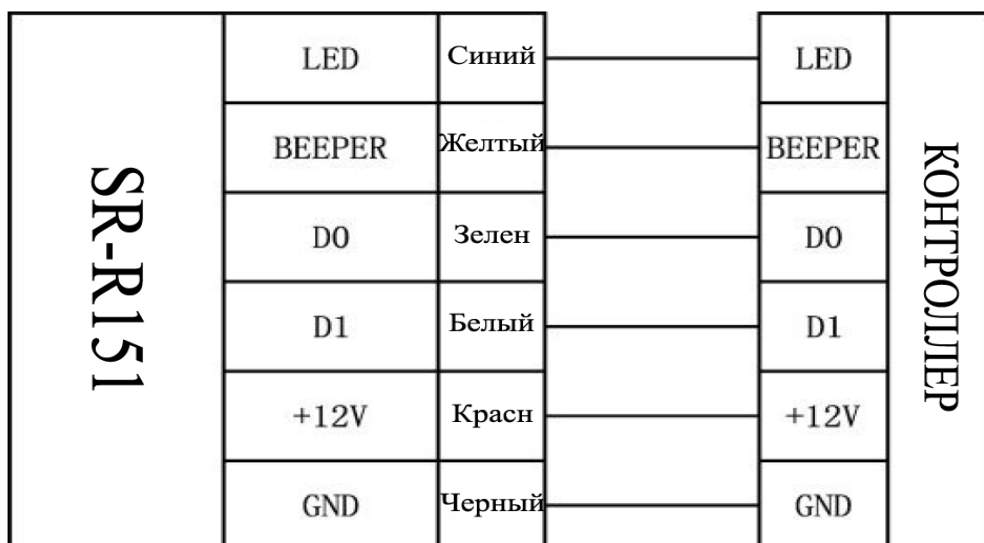 SR-R151
LED Синий LED
BEEPER Желтый BEEPER
D0 Зелен D0
D1 Белый D1
+12V Красн +12V
GND Черный GND
КОНТРОЛЛЕР